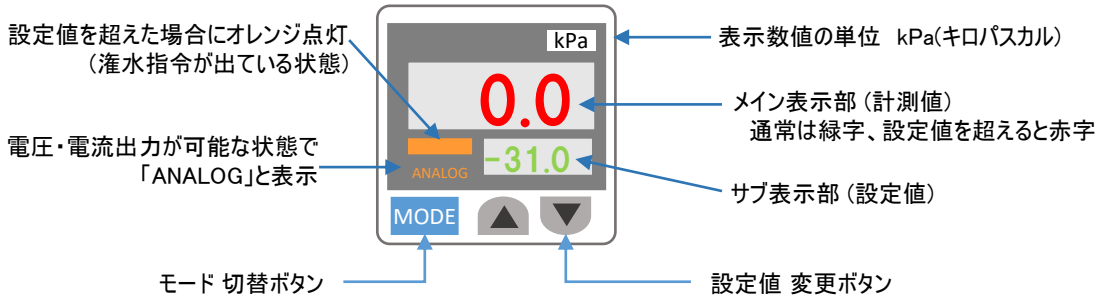 設定値を超えた場合にオレンジ点灯
(潅水指令が出ている状態)
電圧・電流出力が可能な状態で
「ANALOG」と表示
kPa
0.0
-31.0
ANALOG
MODE
表示数値の単位 kPa(キロパスカル)
メイン表示部 (計測値)
通常は緑字、設定値を超えると赤字
サブ表示部 (設定値)
モード 切替ボタン
設定値 変更ボタン